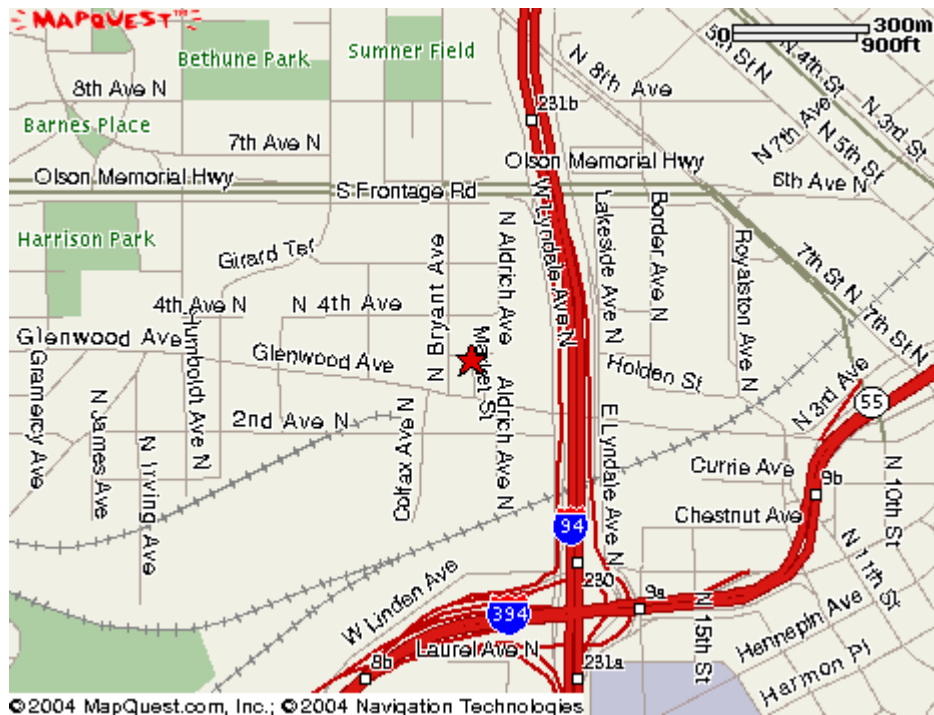 MAPQUEST™
0 300m
900ft
Bethune Park
Sumner Field
8th Ave N
N 8th Ave
5th St N
N 4th St
N 3rd St
231b
Barnes Place
7th Ave N
N 7th Ave
N 5th St
Olson Memorial Hwy
Olson Memorial Hwy
S Frontage Rd
6th Ave N
Harrison Park
Girard Ter
N Bryant Ave
N Aldrich Ave
W Lyndale Ave N
Lakeside Ave N
Border Ave N
Royalston Ave N
7th St N
7th St N
4th Ave N
N 4th Ave
Glenwood Ave
Glenwood Ave
Humboldt Ave N
Market St
Holden St
Gramercy Ave
N James Ave
N Irving Ave
2nd Ave N
Colfax Ave N
Aldrich Ave N
E Lyndale Ave N
N 3rd Ave
55
Currie Ave
9b
N 10th St
Chestnut Ave
N 11th St
94
230
W Linden Ave
394
9a
N 15th St
Hennepin Ave
Harmon Pl
Laurel Ave N
8b
231a
©2004 MapQuest.com, Inc.; ©2004 Navigation Technologies